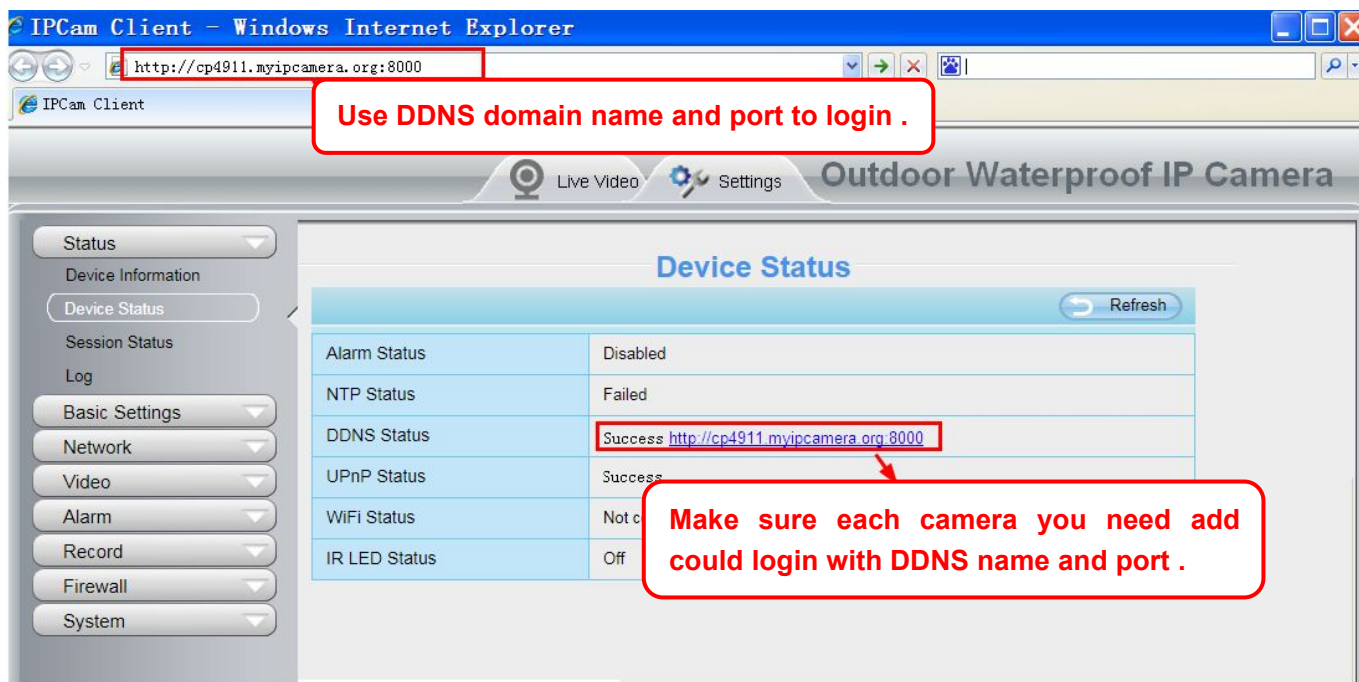 IPCam Client - Windows Internet Explorer
http://cp4911.myipcamera.org:8000
IPCam Client
Use DDNS domain name and port to login .
Live Video
Settings
Outdoor Waterproof IP Camera
Status
Device Information
Device Status
Session Status
Log
Basic Settings
Network
Video
Alarm
Record
Firewall
System
Device Status
Refresh
Alarm Status Disabled
NTP Status Failed
DDNS Status Success http://cp4911.myipcamera.org:8000
UPnP Status Success
WiFi Status Not c
IR LED Status Off
Make sure each camera you need add
could login with DDNS name and port .